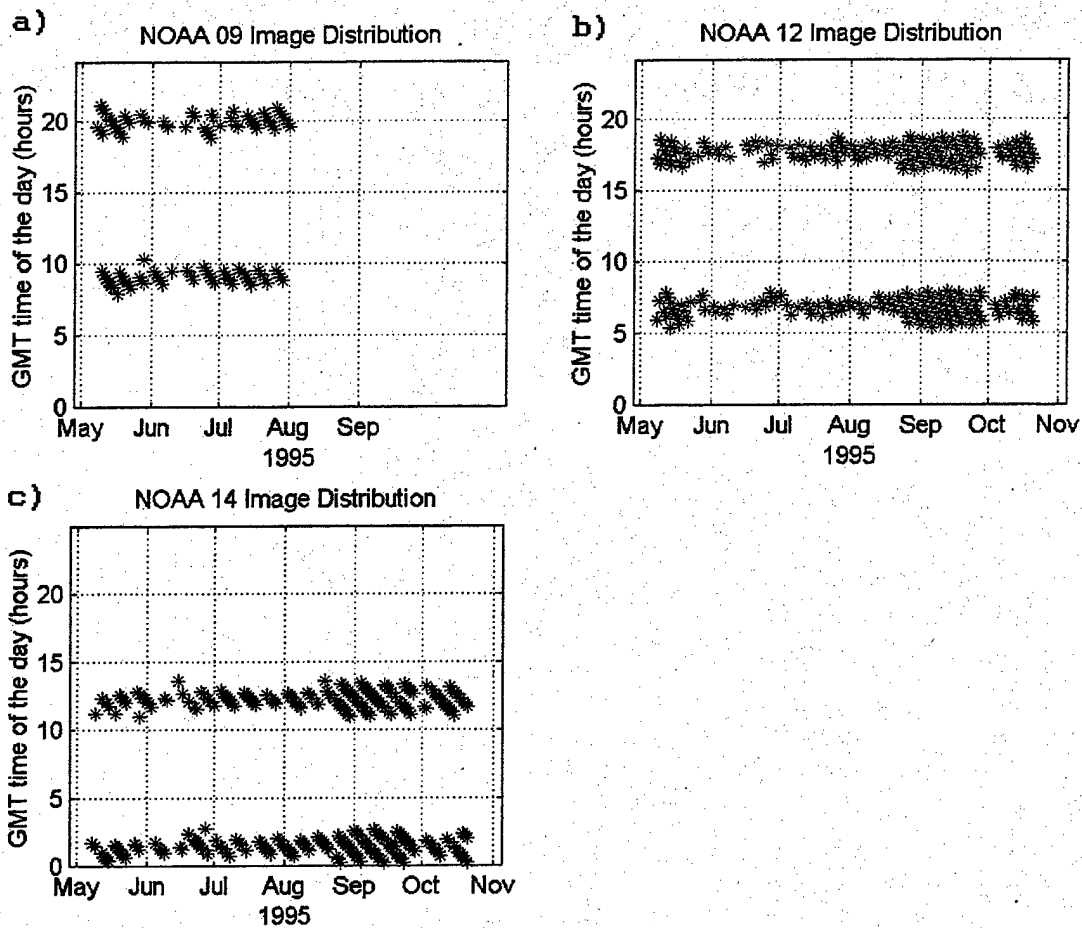 a)
NOAA 09 Image Distribution
GMT time of the day (hours)
20
15
10
5
0
May Jun Jul Aug Sep
1995
b)
NOAA 12 Image Distribution
GMT time of the day (hours)
20
15
10
5
0
May Jun Jul Aug Sep Oct Nov
1995
c)
NOAA 14 Image Distribution
GMT time of the day (hours)
20
15
10
5
0
May Jun Jul Aug Sep Oct Nov
1995